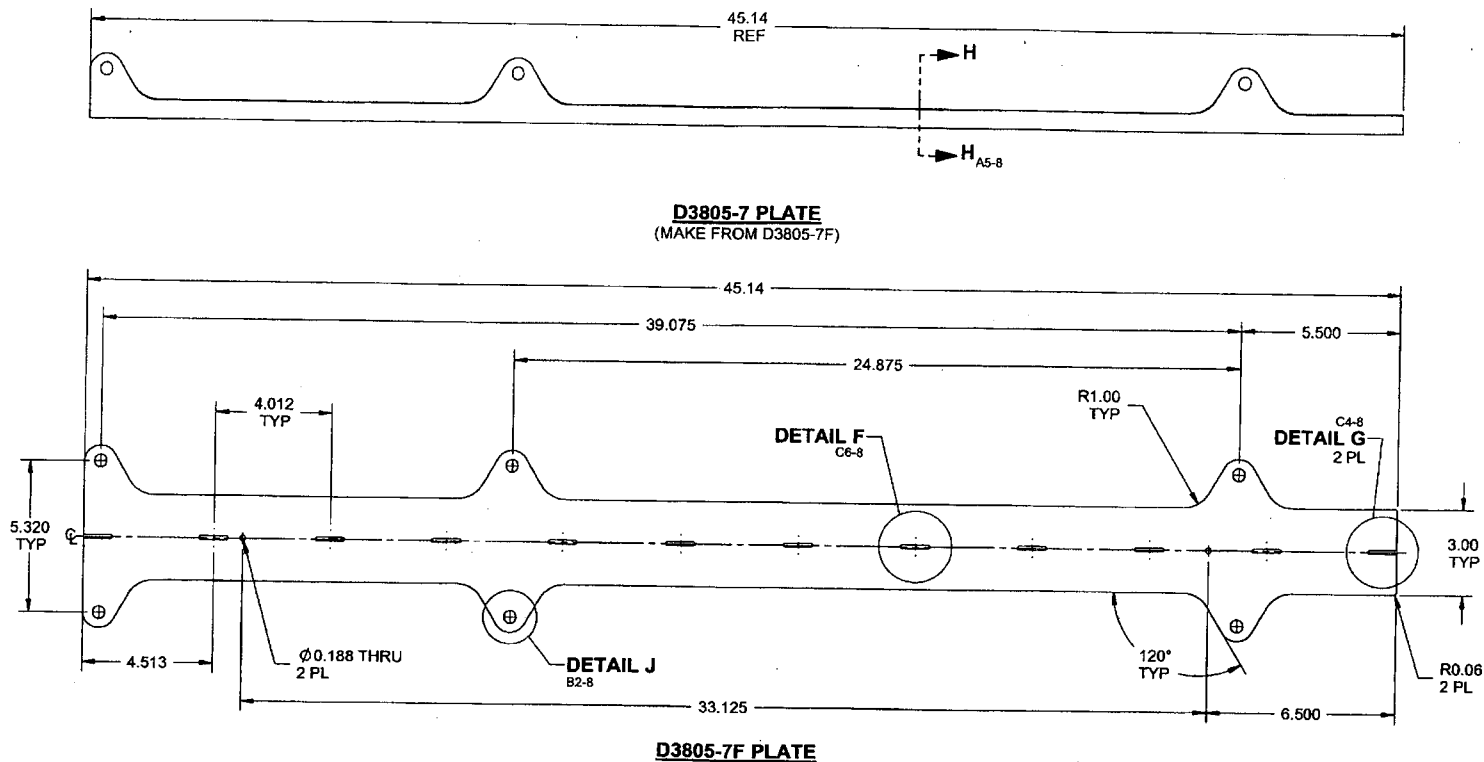 45.14
REF
H
H A5-8
D3805-7 PLATE
(MAKE FROM D3805-7F)
45.14
39.075
5.500
24.875
4.012
TYP
R1.00
TYP
DETAIL F
C6-8
C4-8
DETAIL G
2 PL
5.320
TYP
CL
3.00
TYP
4.513
Ø0.188 THRU
2 PL
DETAIL J
B2-8
120°
TYP
R0.06
2 PL
33.125
6.500
D3805-7F PLATE